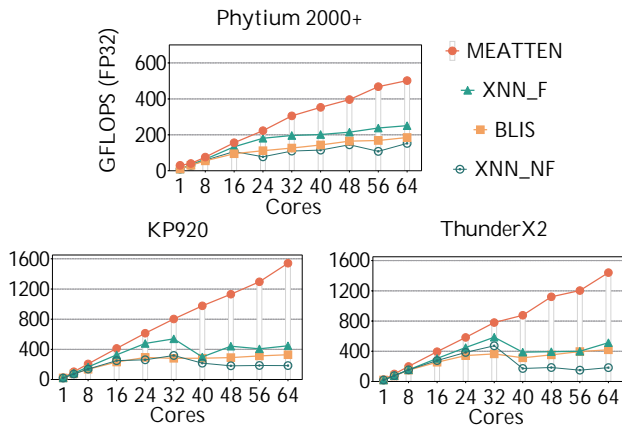 Phytium 2000+
GFLOPS (FP32)
600
400
200
0
1 8 16 24 32 40 48 56 64
Cores
MEATTEN
XNN_F
BLIS
XNN_NF
KP920
1600
1200
800
400
0
1 8 16 24 32 40 48 56 64
Cores
ThunderX2
1600
1200
800
400
0
1 8 16 24 32 40 48 56 64
Cores